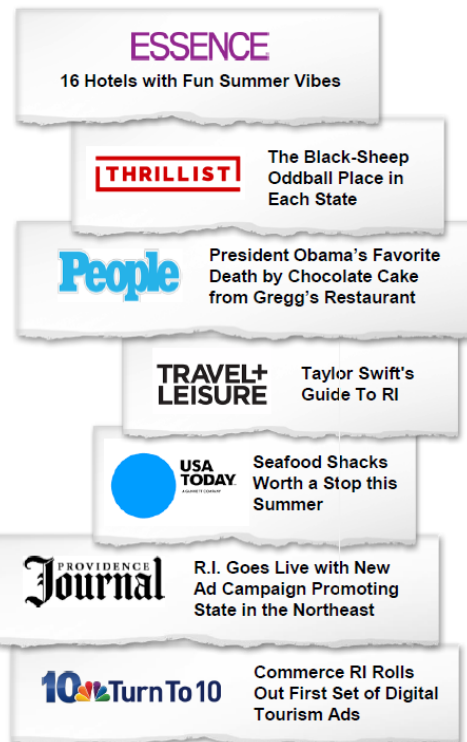 ESSENCE
16 Hotels with Fun Summer Vibes
THRILLIST
The Black-Sheep
Oddball Place in
Each State
People
President Obama's Favorite
Death by Chocolate Cake
from Gregg's Restaurant
TRAVEL+
LEISURE
Taylor Swift's
Guide To RI
USA
TODAY
A GANNETT COMPANY
Seafood Shacks
Worth a Stop this
Summer
PROVIDENCE
Journal
R.I. Goes Live with New
Ad Campaign Promoting
State in the Northeast
10 Turn To 10
Commerce RI Rolls
Out First Set of Digital
Tourism Ads